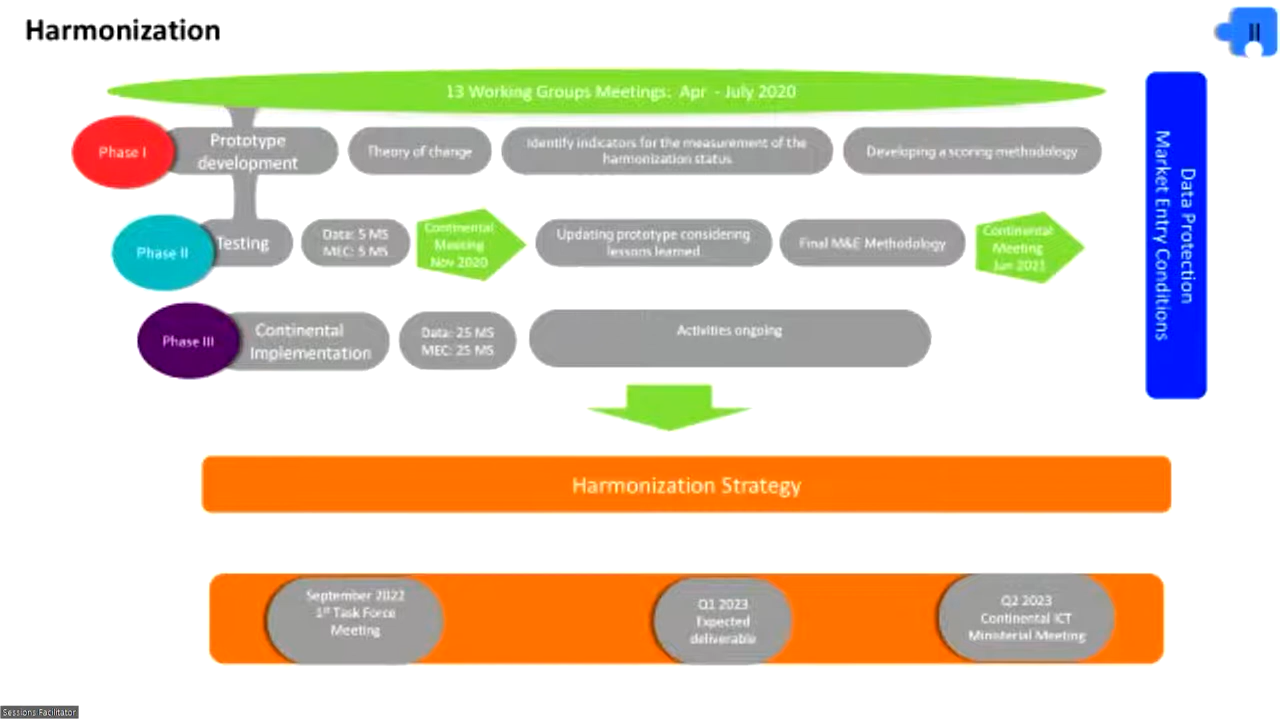 Harmonization
II
13 Working Groups Meetings: Apr - July 2020
Phase I
Prototype
development
Theory of change
Identify indicators for the measurement of the
harmonization status
Developing a scoring methodology
Phase II
Testing
Data: 5 MS
MEC: 5 MS
Continental
Meeting
Nov 2020
Updating prototype considering
lessons learned
Final M&E Methodology
Continental
Meeting
Jun 2021
Phase III
Continental
Implementation
Data: 25 MS
MEC: 25 MS
Activities ongoing
Data Protection
Market Entry Conditions
Harmonization Strategy
September 2022
1st Task Force
Meeting
Q1 2023
Expected
deliverable
Q2 2023
Continental ICT
Ministerial Meeting
Sessions Facilitator